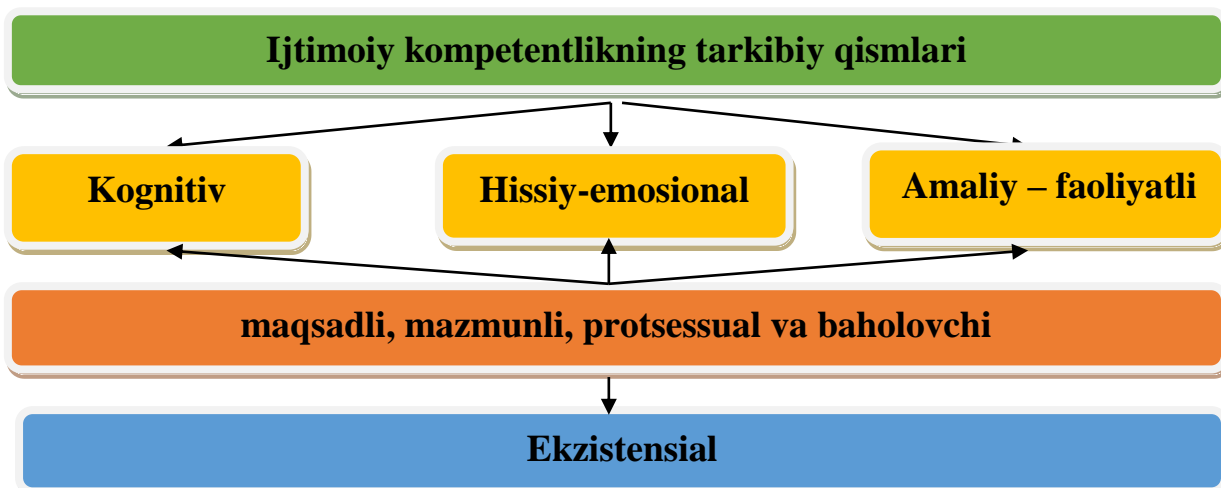 Ijtimoiy kompetentlikning tarkibiy qismlari
Kognitiv
Hissiy-emosional
Amaliy – faoliyatli
maqsadli, mazmunli, protsessual va baholovchi
Ekzistensial